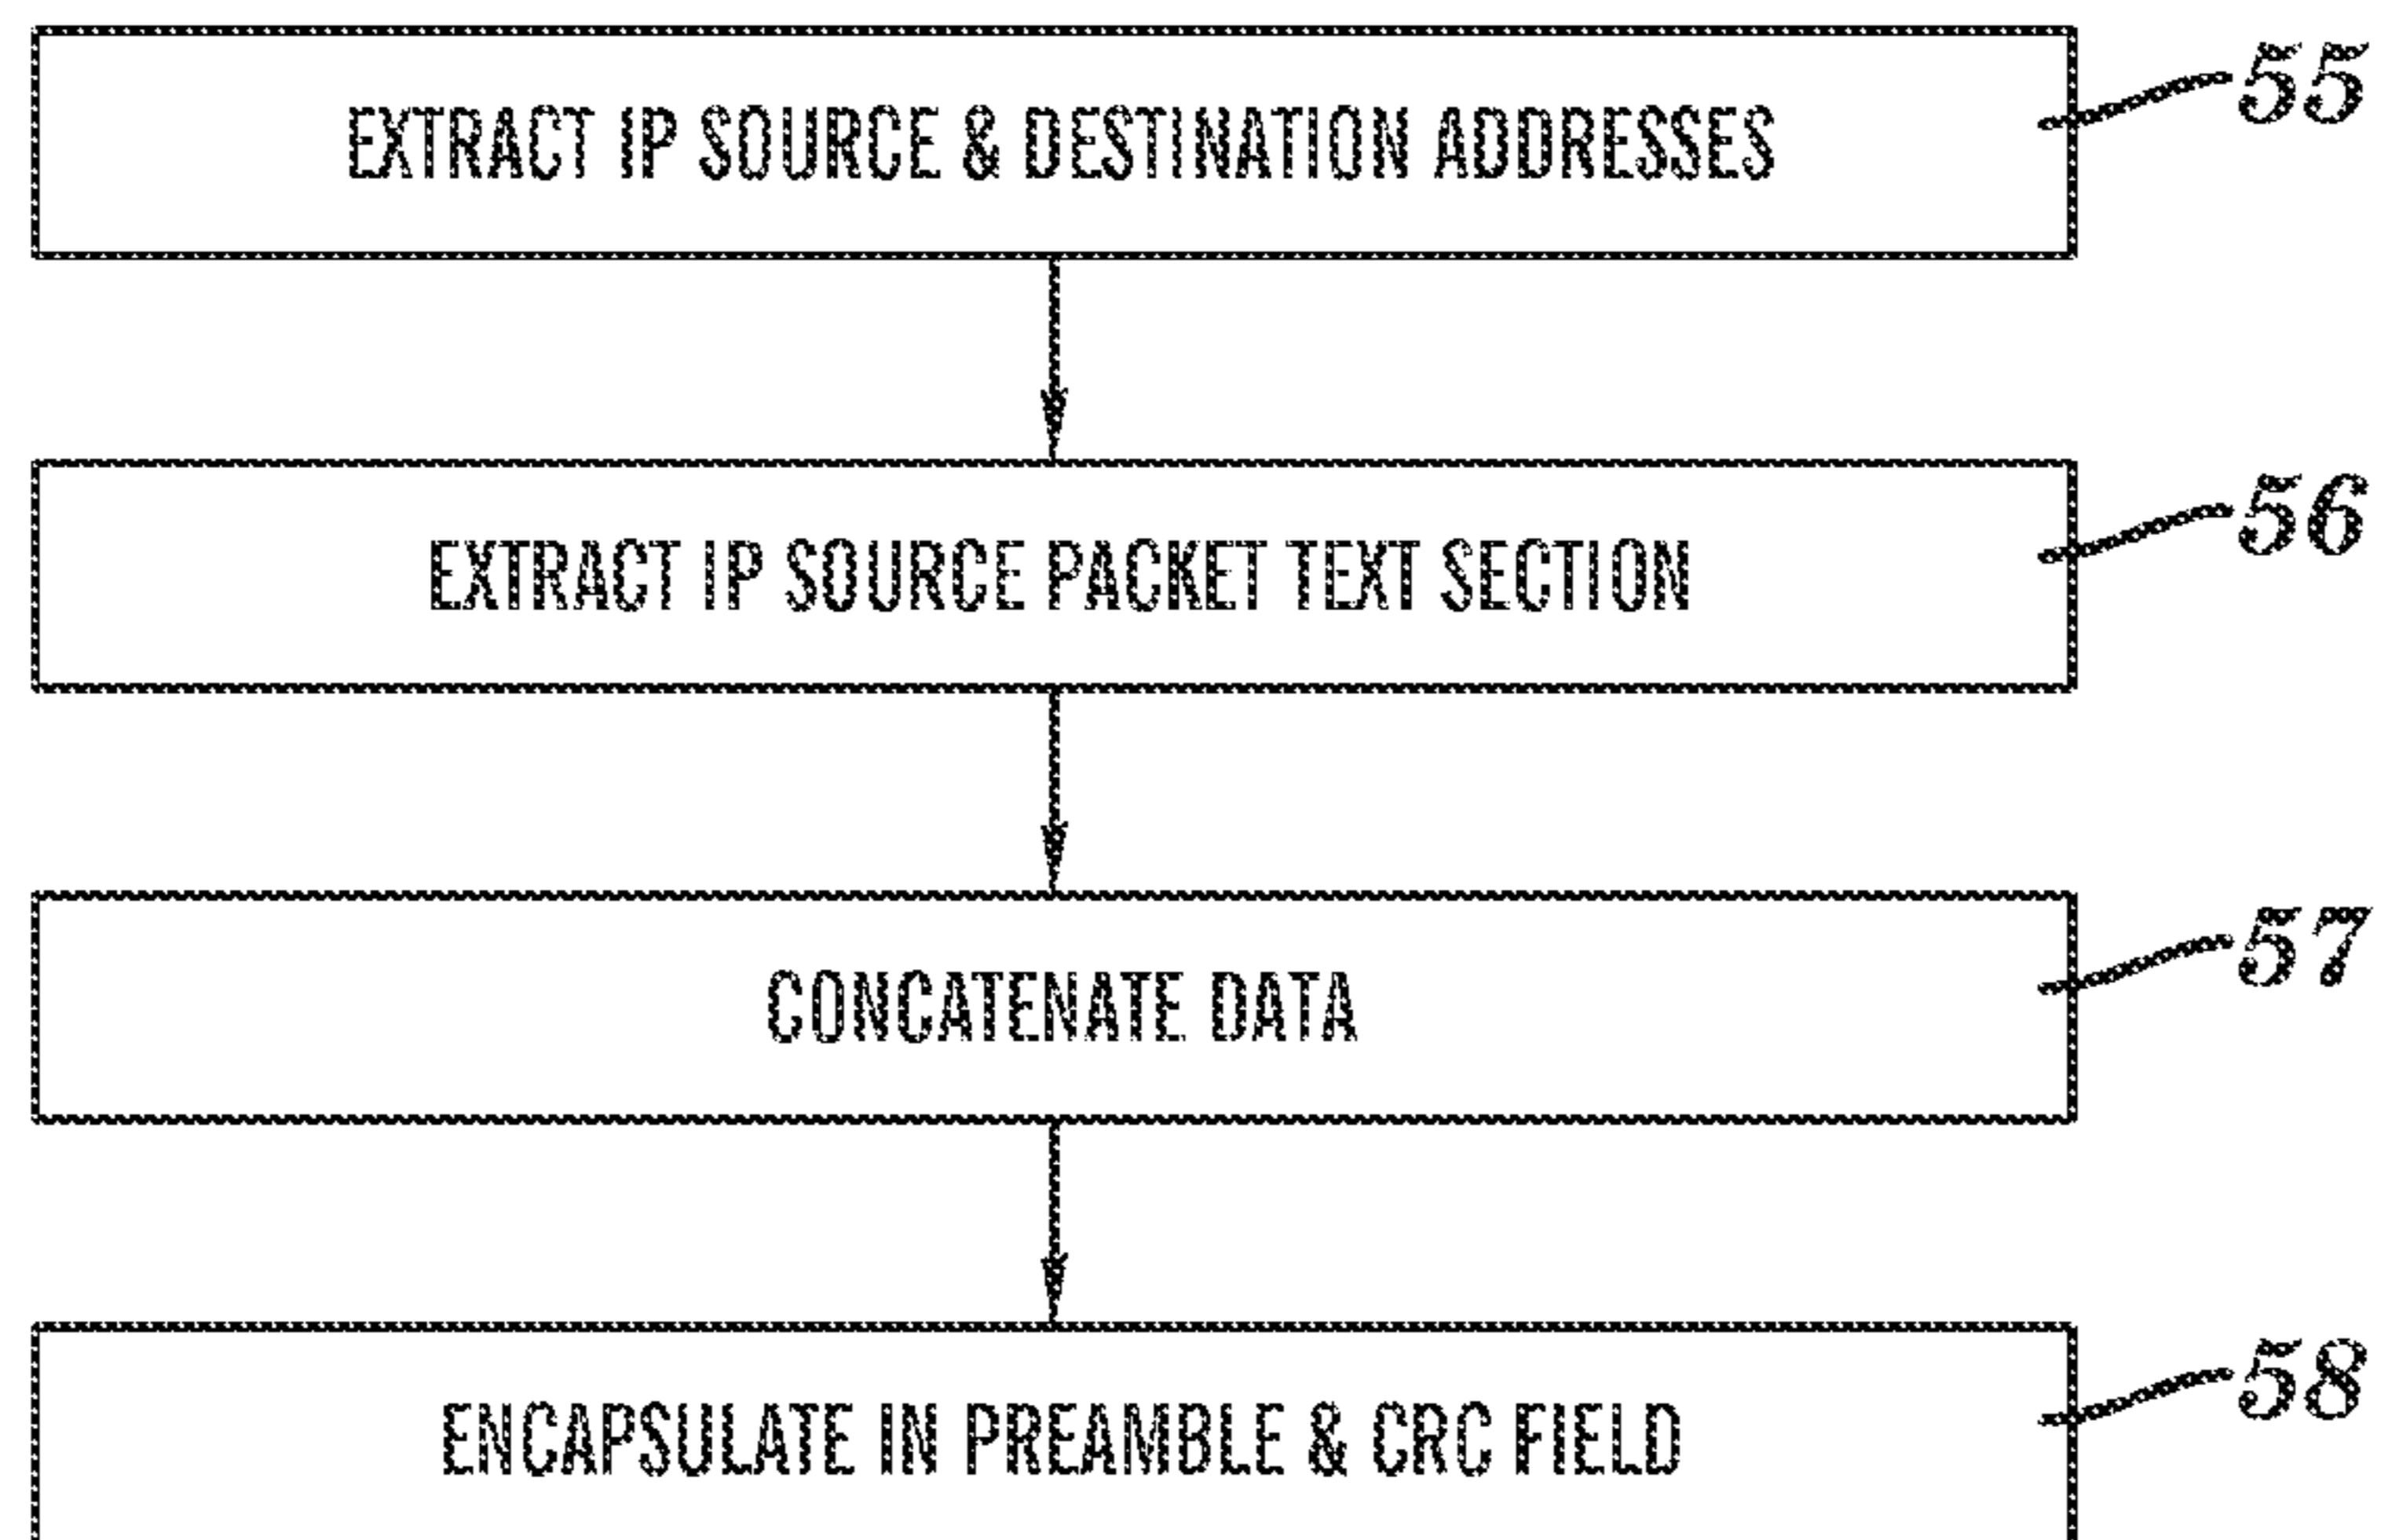 EXTRACT IP SOURCE & DESTINATION ADDRESSES
55
EXTRACT IP SOURCE PACKET TEXT SECTION
56
CONCATENATE DATA
57
ENCAPSULATE IN PREAMBLE & CRC FIELD
58